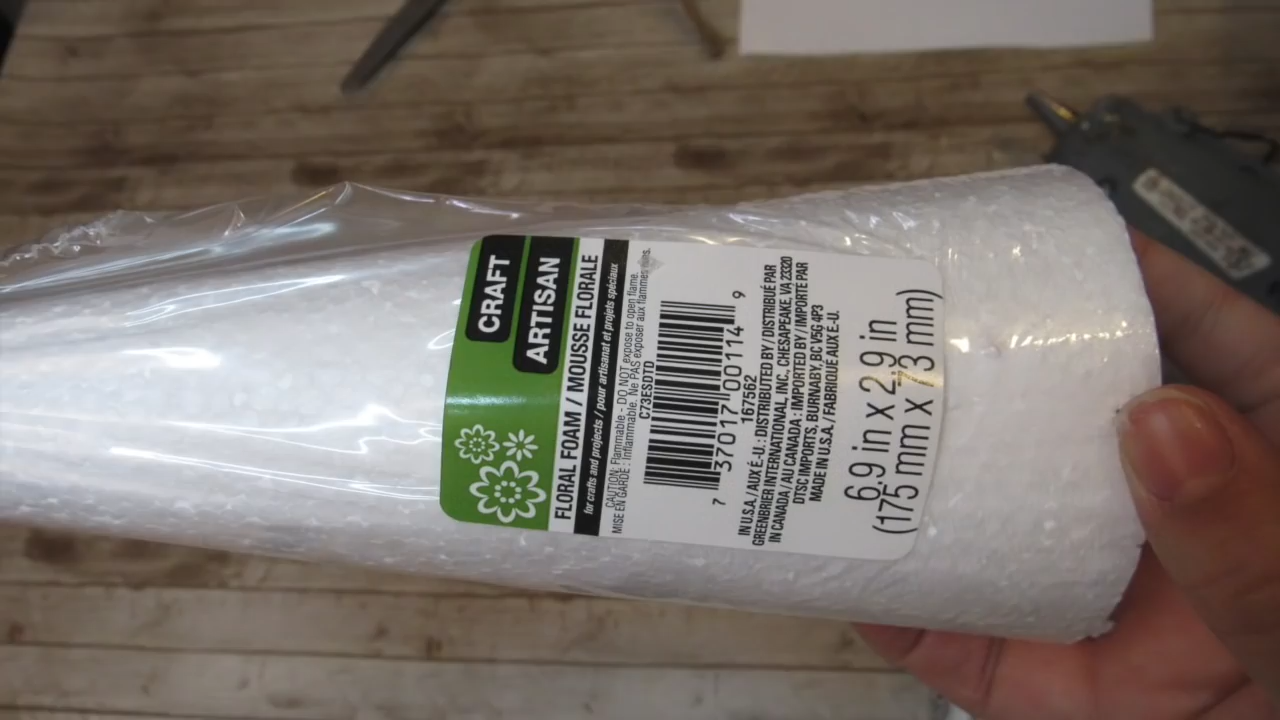 CRAFT
ARTISAN
FLORAL FOAM / MOUSSE FLORALE
for crafts and projects / pour artisanat et projets spéciaux
CAUTION: Flammable - DO NOT expose to open flame.
MISE EN GARDE : Inflammable. Ne PAS exposer aux flammes
C73ESDTD
7 37017 00114 9
167562
IN U.S.A./ AUX É-U.: DISTRIBUTED BY / DISTRIBUÉ PAR
GREENBRIER INTERNATIONAL, INC., CHESAPEAKE, VA 23320
IN CANADA / AU CANADA : IMPORTED BY / IMPORTÉ PAR
DTSC IMPORTS, BURNABY, BC V5G 4P3
MADE IN U.S.A. / FABRIQUÉ AUX É-U.
6.9 in x 2.9 in
(175 mm x 73 mm)